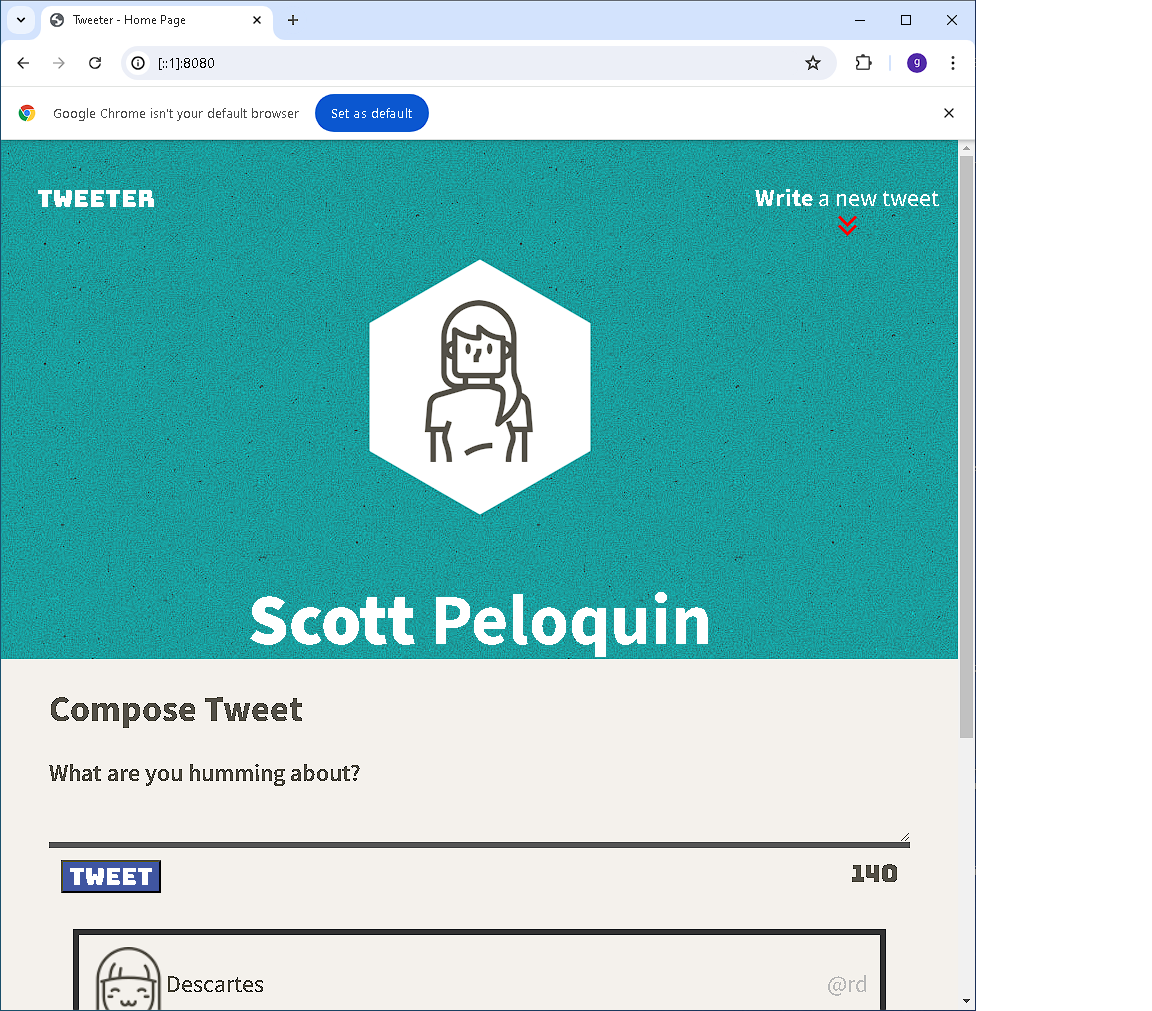 Tweeter - Home Page
[::1]:8080
g
Google Chrome isn't your default browser
Set as default
TWEETER
Write a new tweet
Scott Peloquin
Compose Tweet
What are you humming about?
TWEET
140
Descartes
@rd